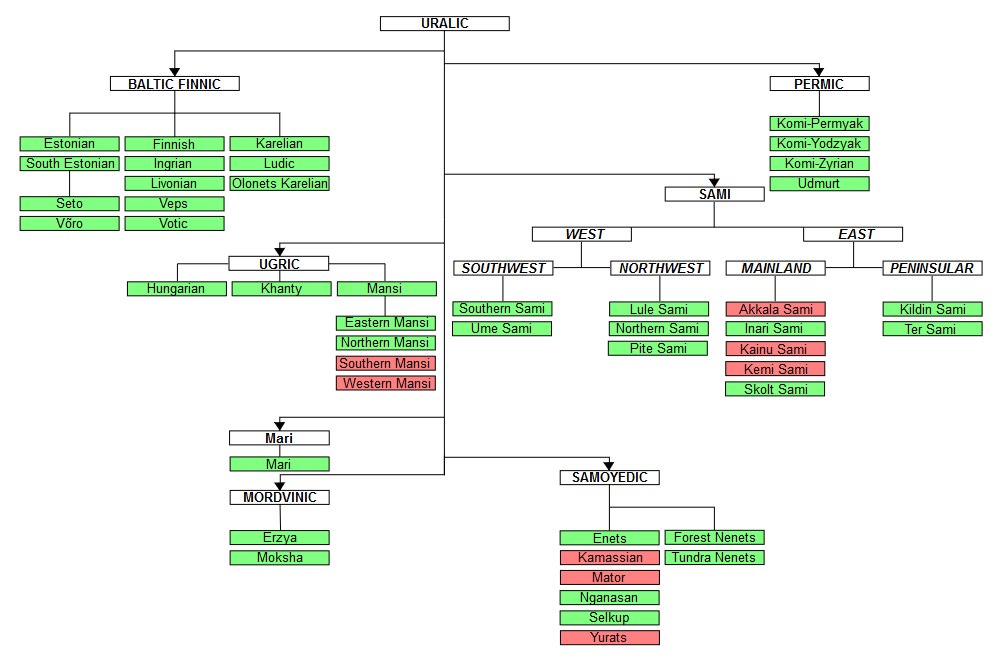 URALIC
BALTIC FINNIC
Estonian
South Estonian
Seto
Võro
Finnish
Ingrian
Livonian
Veps
Votic
Karelian
Ludic
Olonets Karelian
PERMIC
Komi-Permyak
Komi-Yodzyak
Komi-Zyrian
Udmurt
SAMI
WEST
SOUTHWEST
Southern Sami
Ume Sami
NORTHWEST
Lule Sami
Northern Sami
Pite Sami
EAST
MAINLAND
Akkala Sami
Inari Sami
Kainu Sami
Kemi Sami
Skolt Sami
PENINSULAR
Kildin Sami
Ter Sami
UGRIC
Hungarian
Khanty
Mansi
Eastern Mansi
Northern Mansi
Southern Mansi
Western Mansi
Mari
Mari
MORDVINIC
Erzya
Moksha
SAMOYEDIC
Enets
Kamassian
Mator
Nganasan
Selkup
Yurats
Forest Nenets
Tundra Nenets